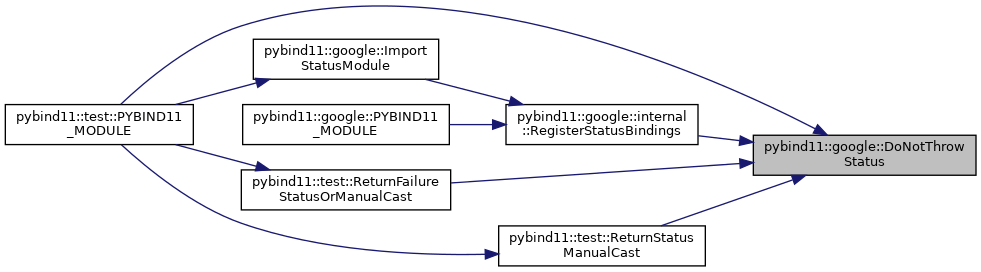 pybind11::google::Import
StatusModule
pybind11::test::PYBIND11
_MODULE
pybind11::google::PYBIND11
_MODULE
pybind11::google::internal
::RegisterStatusBindings
pybind11::google::DoNotThrow
Status
pybind11::test::ReturnFailure
StatusOrManualCast
pybind11::test::ReturnStatus
ManualCast